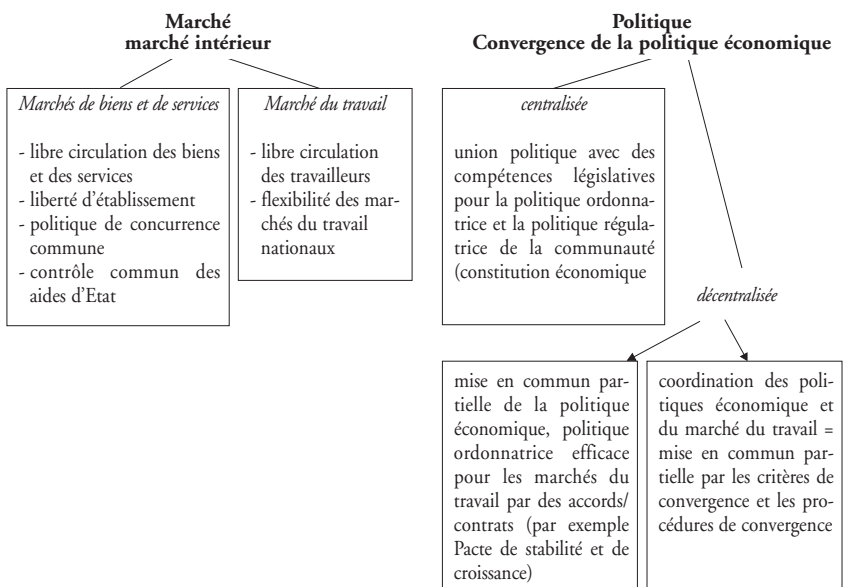 Marché
marché intérieur
Marchés de biens et de services
- libre circulation des biens
et des services
- liberté d'établissement
- politique de concurrence
commune
- contrôle commun des
aides d'Etat
Marché du travail
- libre circulation
des travailleurs
- flexibilité des mar-
chés du travail
nationaux
Politique
Convergence de la politique économique
centralisée
union politique avec des
compétences législatives
pour la politique ordonna-
trice et la politique régula-
trice de la communauté
(constitution économique
décentralisée
mise en commun par-
tielle de la politique
économique, politique
ordonnatrice efficace
pour les marchés du
travail par des accords/
contrats (par exemple
Pacte de stabilité et de
croissance)
coordination des poli-
tiques économique et
du marché du travail =
mise en commun par-
tielle par les critères de
convergence et les pro-
cédures de convergence